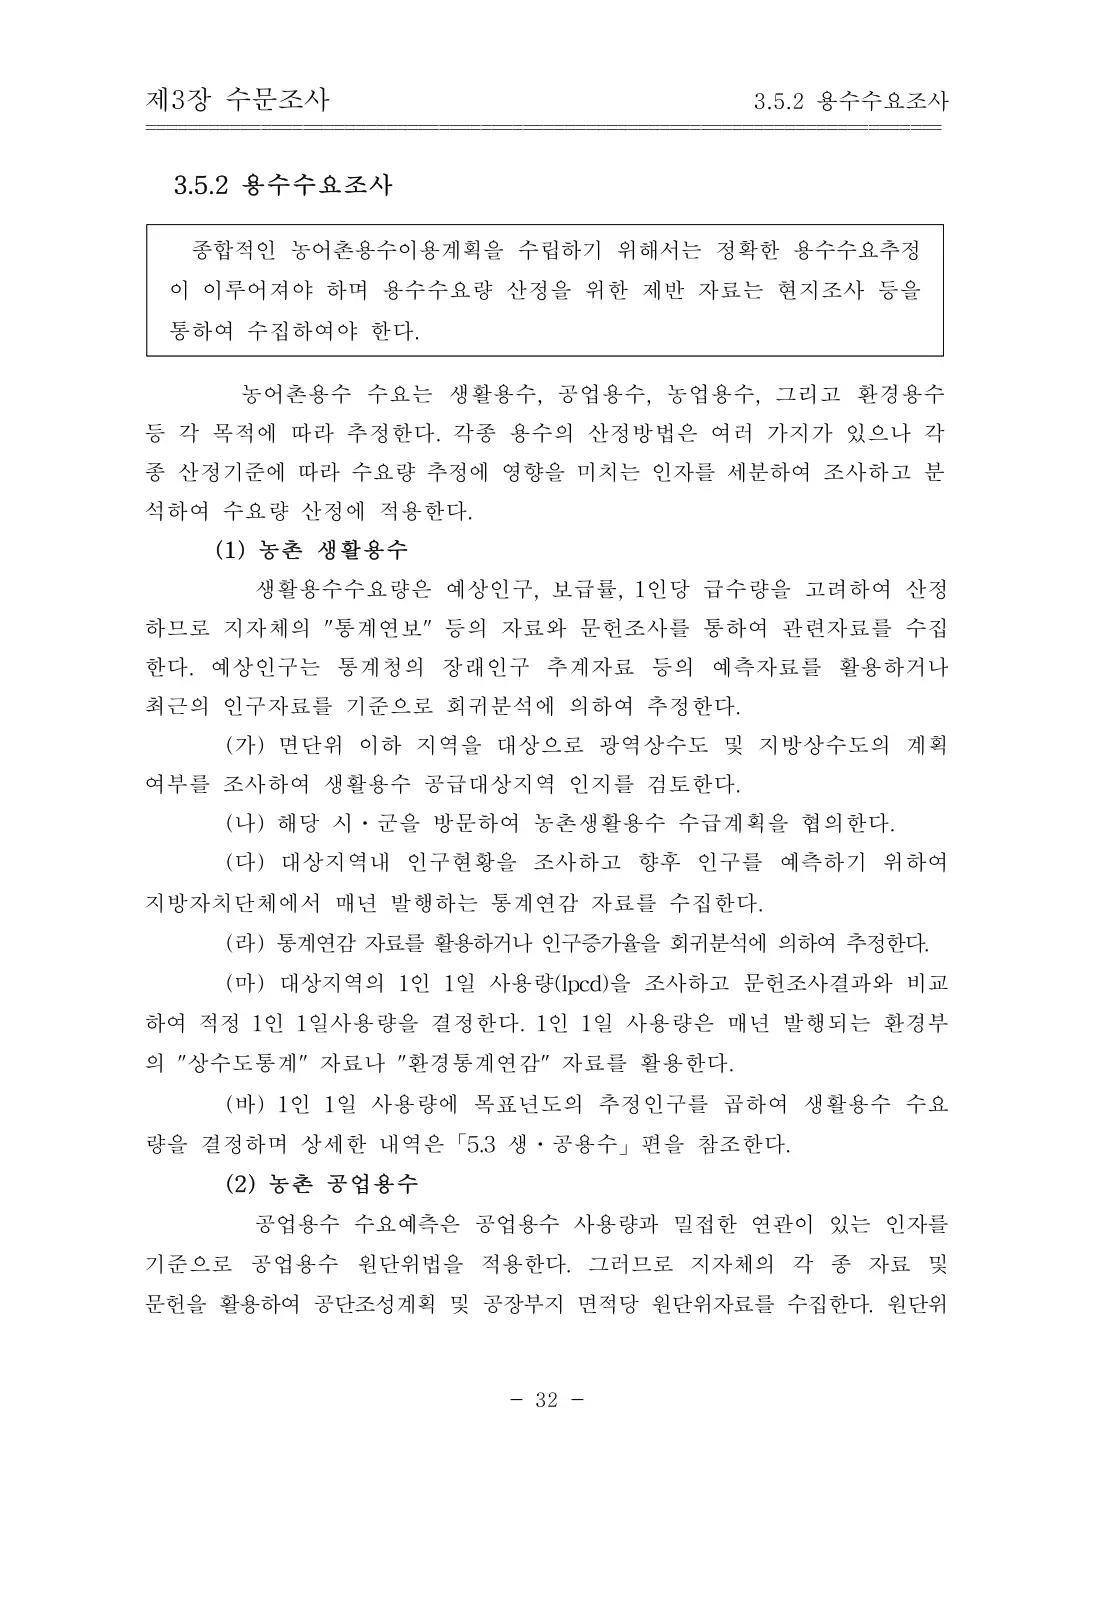 제3장 수문조사
3.5.2 용수수요조사
3.5.2 용수수요조사
종합적인 농어촌용수이용계획을 수립하기 위해서는 정확한 용수수요추정
이 이루어져야 하며 용수수요량 산정을 위한 제반 자료는 현지조사 등을
통하여 수집하여야 한다.
농어촌용수 수요는 생활용수, 공업용수, 농업용수, 그리고 환경용수
등 각 목적에 따라 추정한다. 각종 용수의 산정방법은 여러 가지가 있으나 각
종 산정기준에 따라 수요량 추정에 영향을 미치는 인자를 세분하여 조사하고 분
석하여 수요량 산정에 적용한다.
(1) 농촌 생활용수
생활용수수요량은 예상인구, 보급률, 1인당 급수량을 고려하여 산정
하므로 지자체의 "통계연보" 등의 자료와 문헌조사를 통하여 관련자료를 수집
한다. 예상인구는 통계청의 장래인구 추계자료 등의 예측자료를 활용하거나
최근의 인구자료를 기준으로 회귀분석에 의하여 추정한다.
(가) 면단위 이하 지역을 대상으로 광역상수도 및 지방상수도의 계획
여부를 조사하여 생활용수 공급대상지역 인지를 검토한다.
(나) 해당 시・군을 방문하여 농촌생활용수 수급계획을 협의한다.
(다) 대상지역내 인구현황을 조사하고 향후 인구를 예측하기 위하여
지방자치단체에서 매년 발행하는 통계연감 자료를 수집한다.
(라) 통계연감 자료를 활용하거나 인구증가율을 회귀분석에 의하여 추정한다.
(마) 대상지역의 1인 1일 사용량(lpcd)을 조사하고 문헌조사결과와 비교
하여 적정 1인 1일사용량을 결정한다. 1인 1일 사용량은 매년 발행되는 환경부
의 "상수도통계" 자료나 "환경통계연감" 자료를 활용한다.
(바) 1인 1일 사용량에 목표년도의 추정인구를 곱하여 생활용수 수요
량을 결정하며 상세한 내역은「5.3 생・공용수」편을 참조한다.
(2) 농촌 공업용수
공업용수 수요예측은 공업용수 사용량과 밀접한 연관이 있는 인자를
기준으로 공업용수 원단위법을 적용한다. 그러므로 지자체의 각 종 자료 및
문헌을 활용하여 공단조성계획 및 공장부지 면적당 원단위자료를 수집한다. 원단위
- 32 -